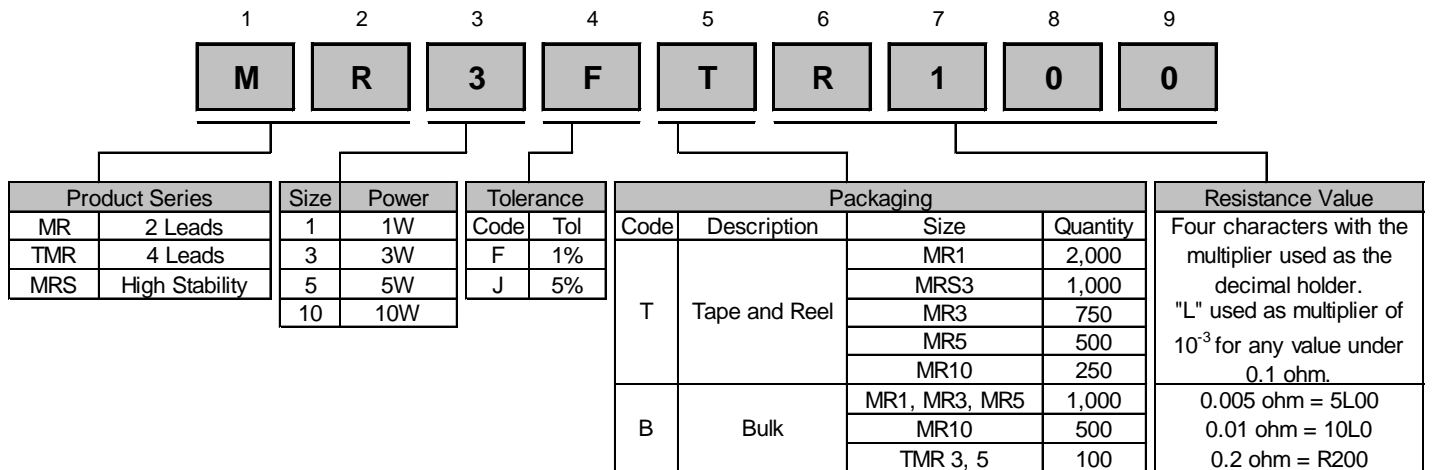 1 2 3 4 5 6 7 8 9
M R 3 F T R 1 0 0
Product Series
MR 2 Leads
TMR 4 Leads
MRS High Stability
Size Power
1 1W
3 3W
5 5W
10 10W
Tolerance
Code Tol
F 1%
J 5%
Packaging
Code Description Size Quantity
T Tape and Reel
MR1 2,000
MRS3 1,000
MR3 750
MR5 500
MR10 250
B Bulk
MR1, MR3, MR5 1,000
MR10 500
TMR 3, 5 100
Resistance Value
Four characters with the
multiplier used as the
decimal holder.
"L" used as multiplier of
10⁻³ for any value under
0.1 ohm.
0.005 ohm = 5L00
0.01 ohm = 10L0
0.2 ohm = R200